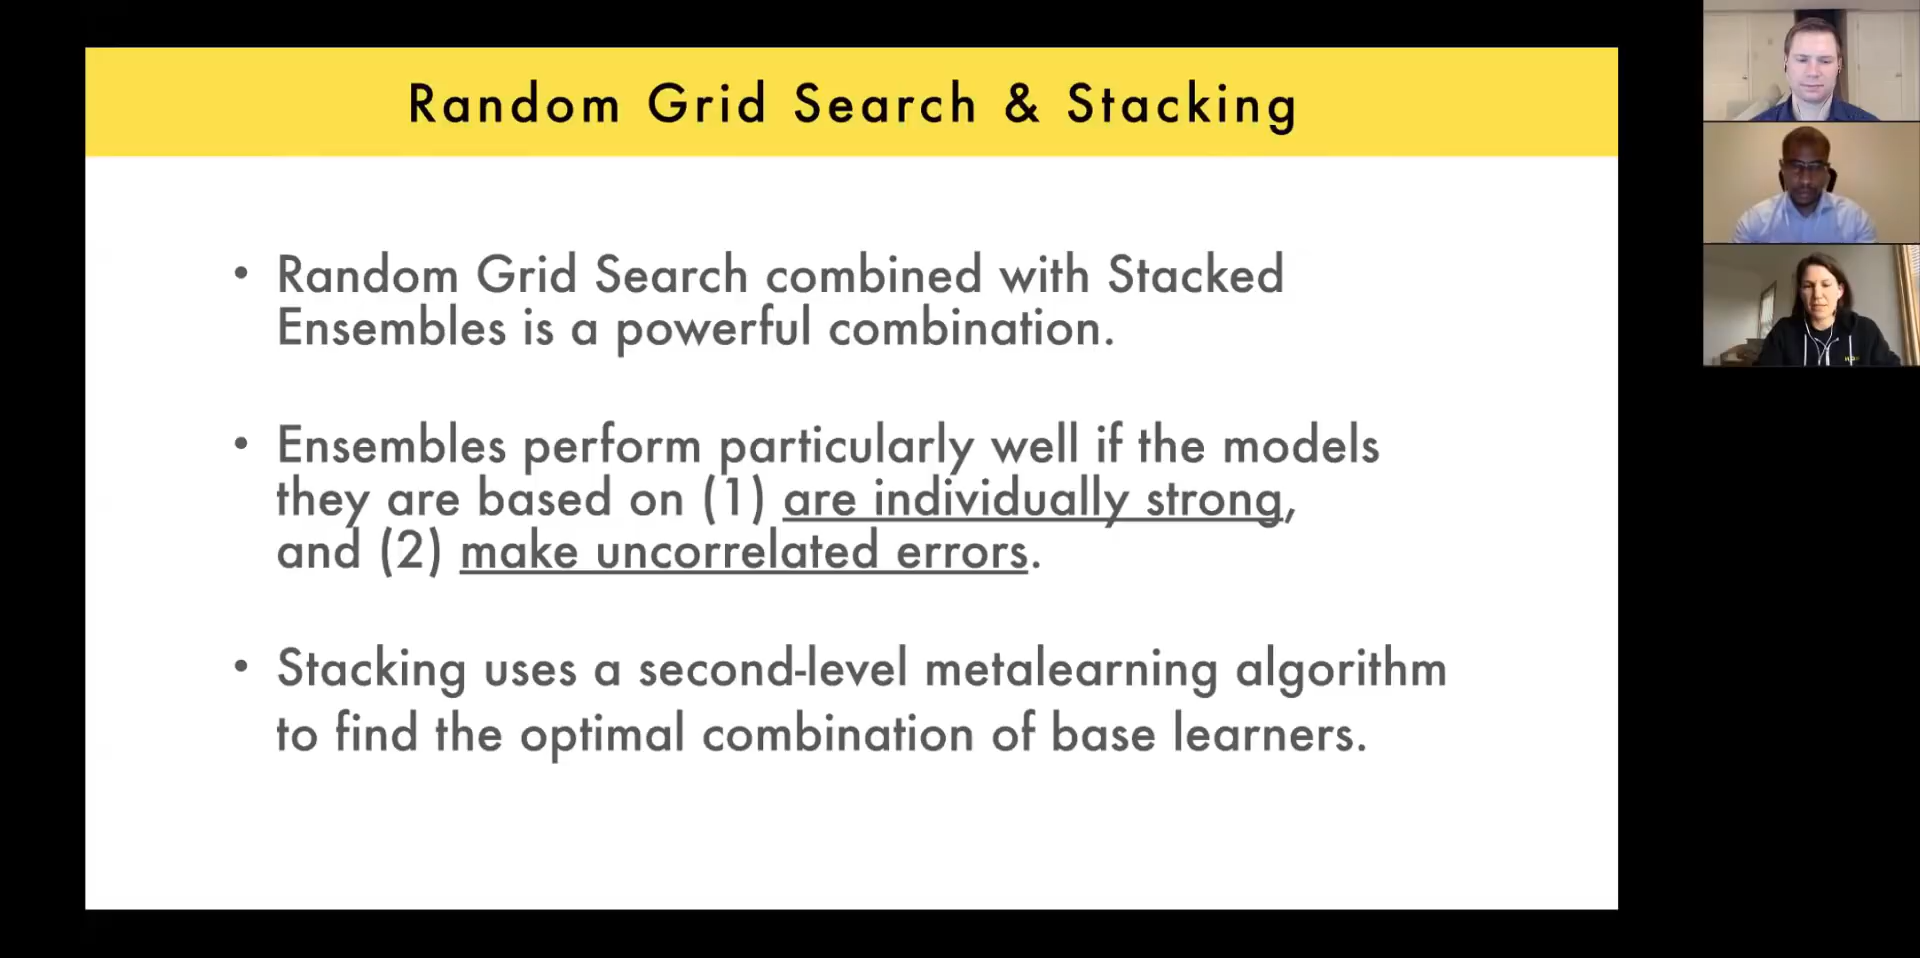 Random Grid Search & Stacking
• Random Grid Search combined with Stacked
Ensembles is a powerful combination.
• Ensembles perform particularly well if the models
they are based on (1) are individually strong,
and (2) make uncorrelated errors.
• Stacking uses a second-level metalearning algorithm
to find the optimal combination of base learners.